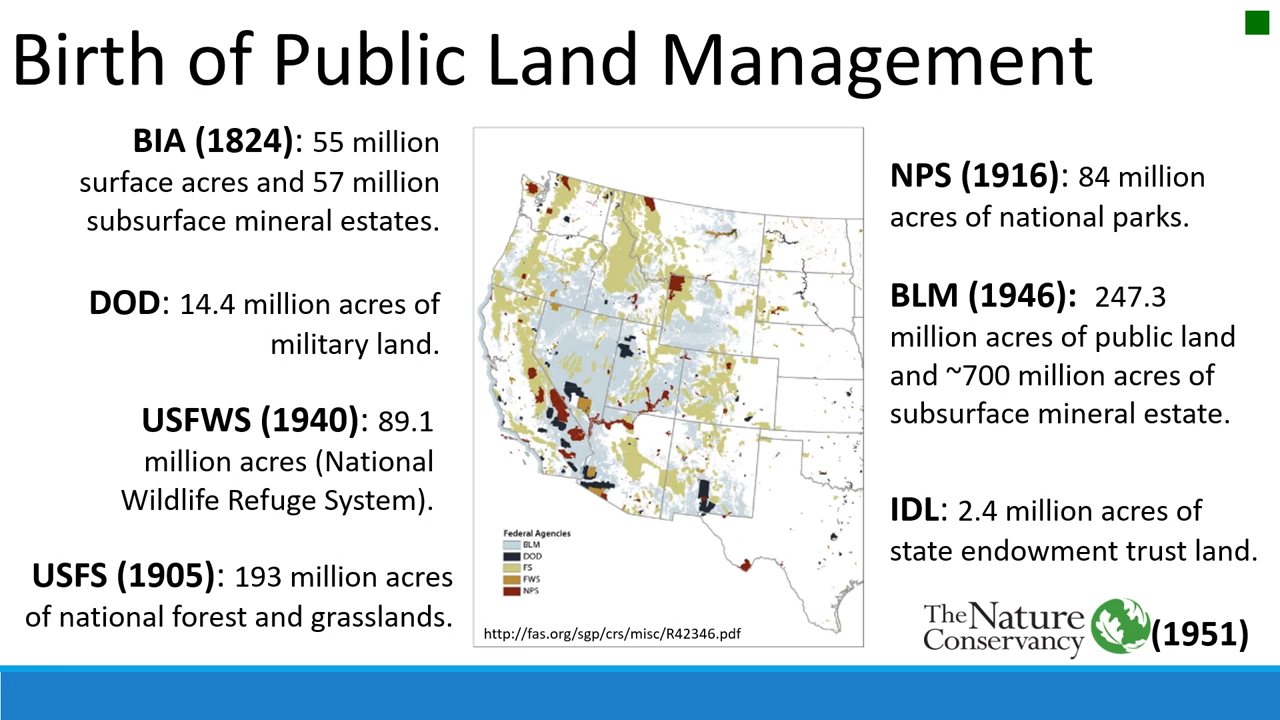 Birth of Public Land Management
BIA (1824): 55 million
surface acres and 57 million
subsurface mineral estates.
DOD: 14.4 million acres of
military land.
USFWS (1940): 89.1
million acres (National
Wildlife Refuge System).
USFS (1905): 193 million acres
of national forest and grasslands.
Federal Agencies
BLM
DOD
FS
FWS
NPS
http://fas.org/sgp/crs/misc/R42346.pdf
NPS (1916): 84 million
acres of national parks.
BLM (1946): 247.3
million acres of public land
and ~700 million acres of
subsurface mineral estate.
IDL: 2.4 million acres of
state endowment trust land.
The Nature
Conservancy
(1951)